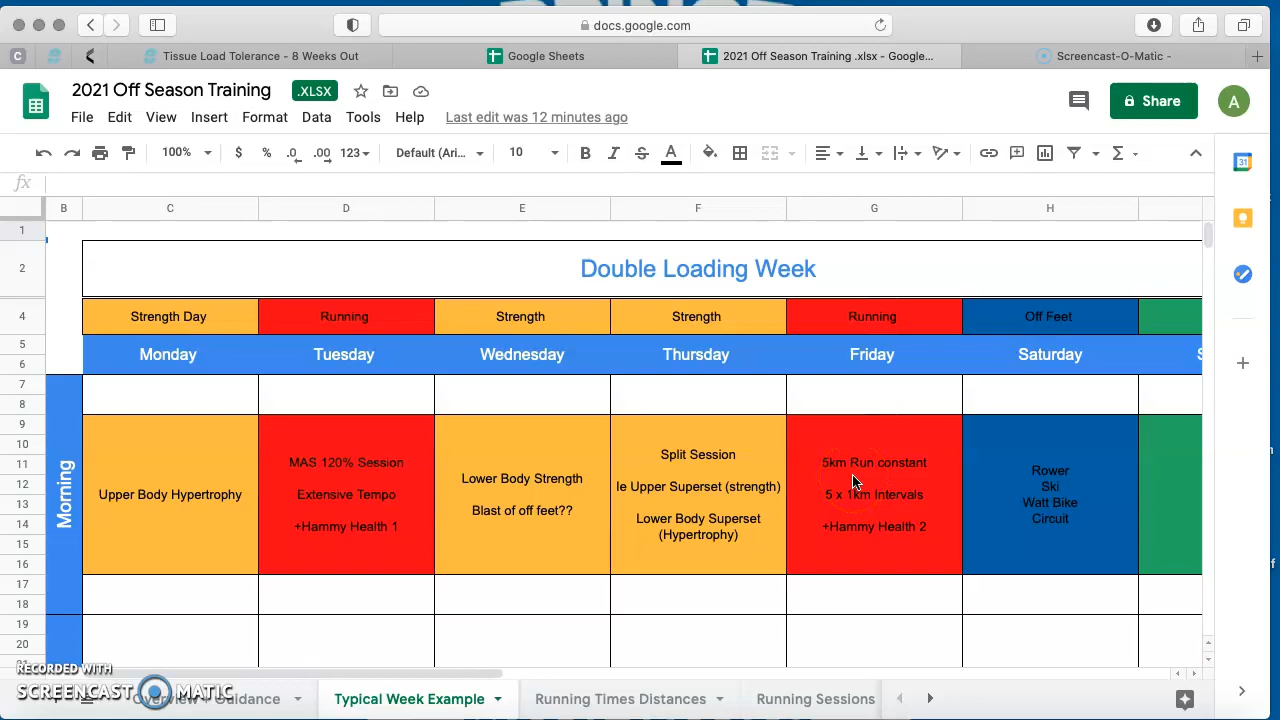 docs.google.com
C
Tissue Load Tolerance - 8 Weeks Out
Google Sheets
2021 Off Season Training .xlsx - Google...
Screencast-O-Matic -
2021 Off Season Training
.XLSX
Share
A
File Edit View Insert Format Data Tools Help Last edit was 12 minutes ago
100% $ % .0 .00 123 Default (Ari... 10 B I S A
31
fx
B C D E F G H
1
2 Double Loading Week
4 Strength Day Running Strength Strength Running Off Feet
5
Monday Tuesday Wednesday Thursday Friday Saturday S
6
7
8
9
10
11
12
13
14
15
16
17
18
19
20
21
Morning
Upper Body Hypertrophy
MAS 120% Session
Extensive Tempo
+Hammy Health 1
Lower Body Strength
Blast of off feet??
Split Session
le Upper Superset (strength)
Lower Body Superset
(Hypertrophy)
5km Run constant
5 x 1km Intervals
+Hammy Health 2
Rower
Ski
Watt Bike
Circuit
RECORDED WITH
SCREENCAST MATIC
Overview + Guidance Typical Week Example Running Times Distances Running Sessions